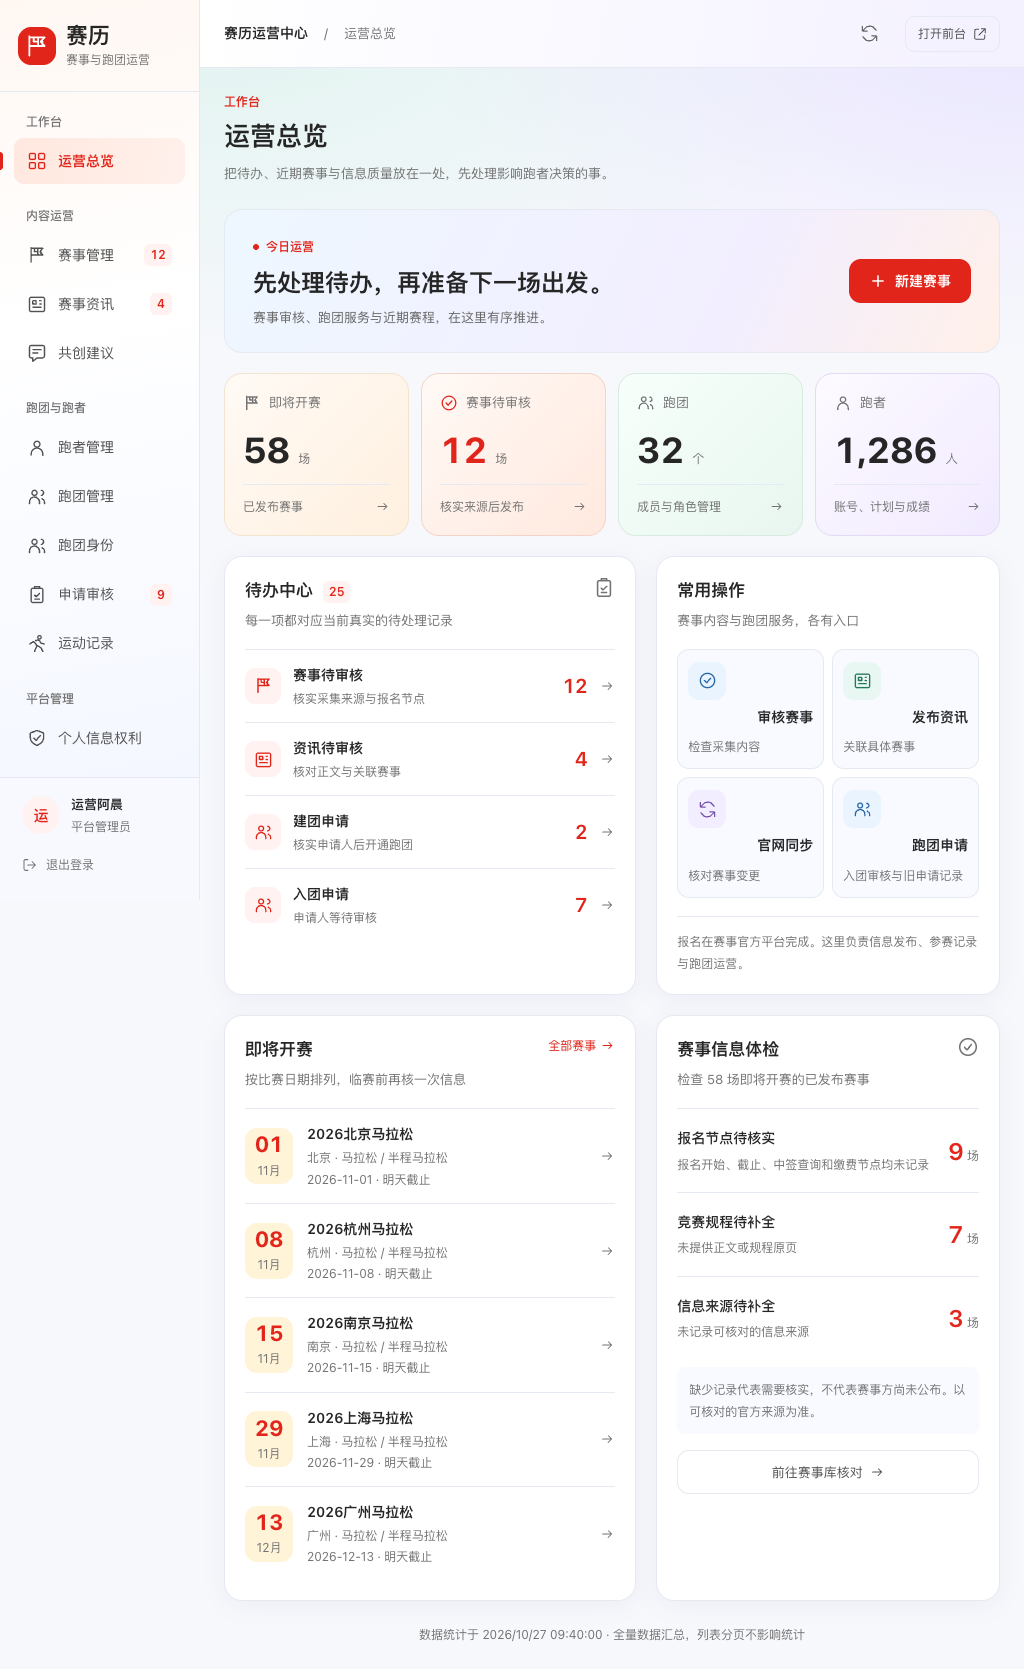 赛历
赛事与跑团运营
工作台
运营总览
内容运营
赛事管理 12
赛事资讯 4
共创建议
跑团与跑者
跑者管理
跑团管理
跑团身份
申请审核 9
运动记录
平台管理
个人信息权利
运 运营阿晨
平台管理员
退出登录
赛历运营中心 / 运营总览
打开前台
工作台
运营总览
把待办、近期赛事与信息质量放在一处，先处理影响跑者决策的事。
今日运营
先处理待办，再准备下一场出发。
赛事审核、跑团服务与近期赛程，在这里有序推进。
新建赛事
即将开赛
58 场
已发布赛事
赛事待审核
12 场
核实来源后发布
跑团
32 个
成员与角色管理
跑者
1,286 人
账号、计划与成绩
待办中心 25
每一项都对应当前真实的待处理记录
赛事待审核
核实采集来源与报名节点
12
资讯待审核
核对正文与关联赛事
4
建团申请
核实申请人后开通跑团
2
入团申请
申请人等待审核
7
常用操作
赛事内容与跑团服务，各有入口
审核赛事
检查采集内容
发布资讯
关联具体赛事
官网同步
核对赛事变更
跑团申请
入团审核与旧申请记录
报名在赛事官方平台完成。这里负责信息发布、参赛记录
与跑团运营。
即将开赛
全部赛事
按比赛日期排列，临赛前再核一次信息
01
11月
2026北京马拉松
北京 · 马拉松 / 半程马拉松
2026-11-01 · 明天截止
08
11月
2026杭州马拉松
杭州 · 马拉松 / 半程马拉松
2026-11-08 · 明天截止
15
11月
2026南京马拉松
南京 · 马拉松 / 半程马拉松
2026-11-15 · 明天截止
29
11月
2026上海马拉松
上海 · 马拉松 / 半程马拉松
2026-11-29 · 明天截止
13
12月
2026广州马拉松
广州 · 马拉松 / 半程马拉松
2026-12-13 · 明天截止
赛事信息体检
检查 58 场即将开赛的已发布赛事
报名节点待核实
报名开始、截止、中签查询和缴费节点均未记录
9 场
竞赛规程待补全
未提供正文或规程原页
7 场
信息来源待补全
未记录可核对的信息来源
3 场
缺少记录代表需要核实，不代表赛事方尚未公布。以
可核对的官方来源为准。
前往赛事库核对
数据统计于 2026/10/27 09:40:00 · 全量数据汇总，列表分页不影响统计